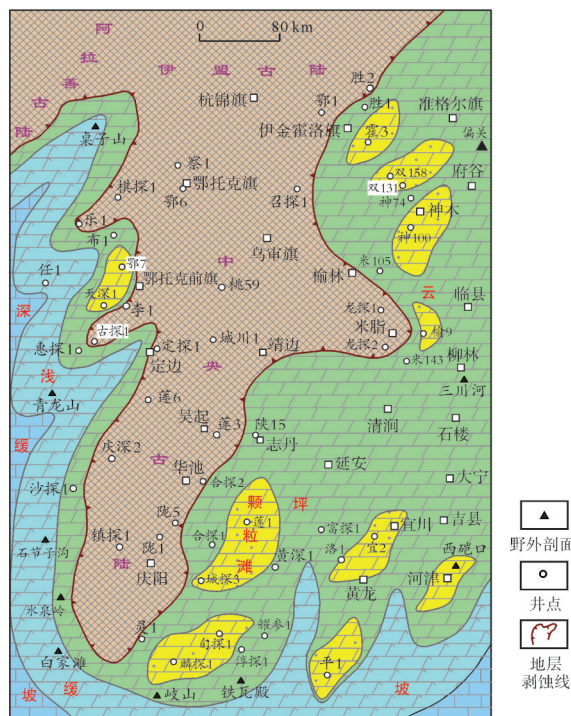 0 80 km
阿拉善古陆
伊盟古陆
胜2
杭锦旗
鄂1
胜1
准格尔旗
伊金霍洛旗
霍3
偏关
桌子山
察1
双158
府谷
棋探1
鄂6
鄂托克旗
召探1
双131
神74
神木
乐1
布1
神100
乌审旗
中央古陆
米105
任1
鄂7
鄂托克前旗
桃59
榆林
云
临县
天深1
李1
龙探1
深
古探1
米脂
榆9
惠探1
定探1
城川1
靖边
龙探2
米143
柳林
定边
浅
三川河
青龙山
莲6
清涧
缓
吴起
莲3
陕15
志丹
石楼
庆深2
延安
大宁
沙探1
华池
合探2
颗粒滩
坪
陇5
莲1
富探1
宜川
吉县
镇探1
陇1
合探1
宜2
石节子沟
黄深1
洛1
西硙口
庆阳
城探3
黄龙
河津
水泉岭
灵1
耀参1
旬探1
白家滩
麟探1
淳探1
平1
坡
缓
岐山
铁瓦殿
坡
野外剖面
井点
地层
剥蚀线